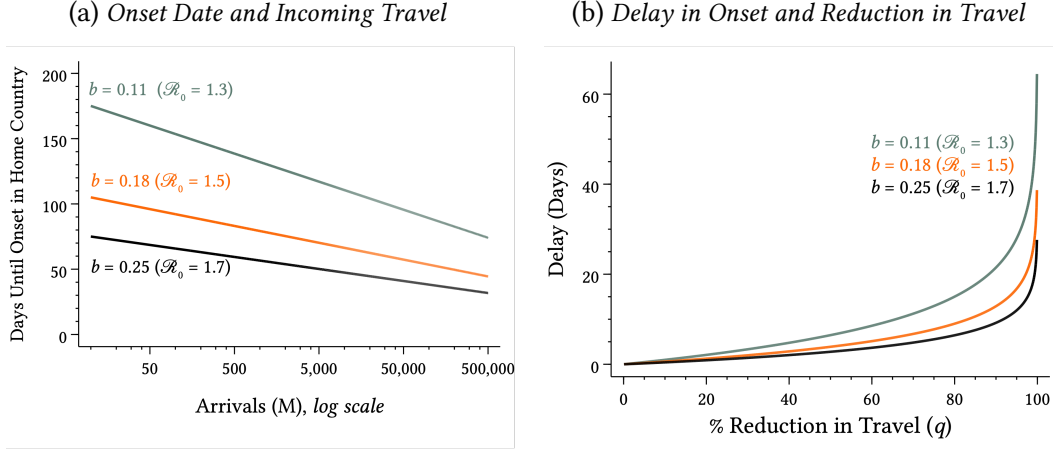 (a) Onset Date and Incoming Travel
Days Until Onset in Home Country
200
150
100
50
0
b = 0.11 (ℛ₀ = 1.3)
b = 0.18 (ℛ₀ = 1.5)
b = 0.25 (ℛ₀ = 1.7)
50 500 5,000 50,000 500,000
Arrivals (M), log scale
(b) Delay in Onset and Reduction in Travel
Delay (Days)
60
40
20
0
b = 0.11 (ℛ₀ = 1.3)
b = 0.18 (ℛ₀ = 1.5)
b = 0.25 (ℛ₀ = 1.7)
0 20 40 60 80 100
% Reduction in Travel (q)